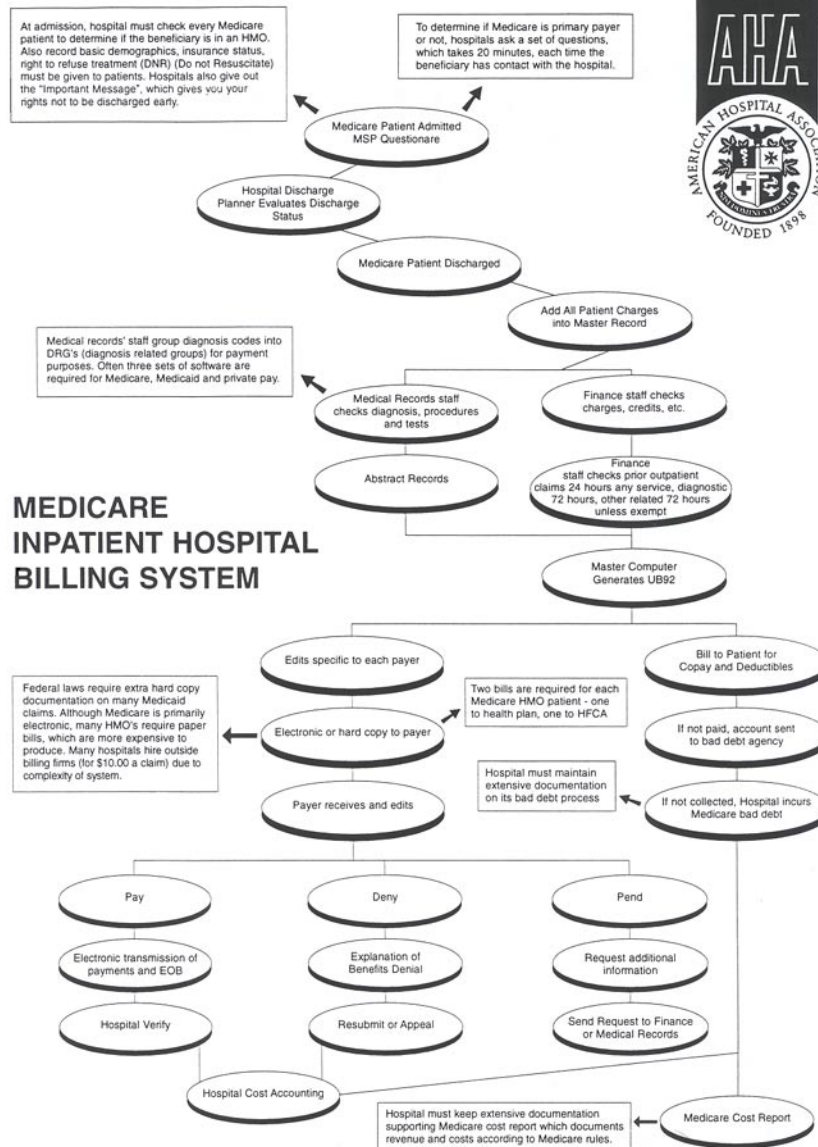 At admission, hospital must check every Medicare
patient to determine if the beneficiary is in an HMO.
Also record basic demographics, insurance status,
right to refuse treatment (DNR) (Do not Resuscitate)
must be given to patients. Hospitals also give out
the "Important Message", which gives you your
rights not to be discharged early.
To determine if Medicare is primary payer
or not, hospitals ask a set of questions,
which takes 20 minutes, each time the
beneficiary has contact with the hospital.
AHA
AMERICAN HOSPITAL ASSOCIATION
NISI DOMINUS FRUSTRA
FOUNDED 1898
Medicare Patient Admitted
MSP Questionare
Hospital Discharge
Planner Evaluates Discharge
Status
Medicare Patient Discharged
Add All Patient Charges
into Master Record
Medical records' staff group diagnosis codes into
DRG's (diagnosis related groups) for payment
purposes. Often three sets of software are
required for Medicare, Medicaid and private pay.
Medical Records staff
checks diagnosis, procedures
and tests
Finance staff checks
charges, credits, etc.
Abstract Records
Finance
staff checks prior outpatient
claims 24 hours any service, diagnostic
72 hours, other related 72 hours
unless exempt
MEDICARE
INPATIENT HOSPITAL
BILLING SYSTEM
Master Computer
Generates UB92
Edits specific to each payer
Bill to Patient for
Copay and Deductibles
Federal laws require extra hard copy
documentation on many Medicaid
claims. Although Medicare is primarily
electronic, many HMO's require paper
bills, which are more expensive to
produce. Many hospitals hire outside
billing firms (for $10.00 a claim) due to
complexity of system.
Electronic or hard copy to payer
Two bills are required for each
Medicare HMO patient - one
to health plan, one to HFCA
If not paid, account sent
to bad debt agency
Payer receives and edits
Hospital must maintain
extensive documentation
on its bad debt process
If not collected, Hospital incurs
Medicare bad debt
Pay
Deny
Pend
Electronic transmission of
payments and EOB
Explanation of
Benefits Denial
Request additional
information
Hospital Verify
Resubmit or Appeal
Send Request to Finance
or Medical Records
Hospital Cost Accounting
Hospital must keep extensive documentation
supporting Medicare cost report which documents
revenue and costs according to Medicare rules.
Medicare Cost Report